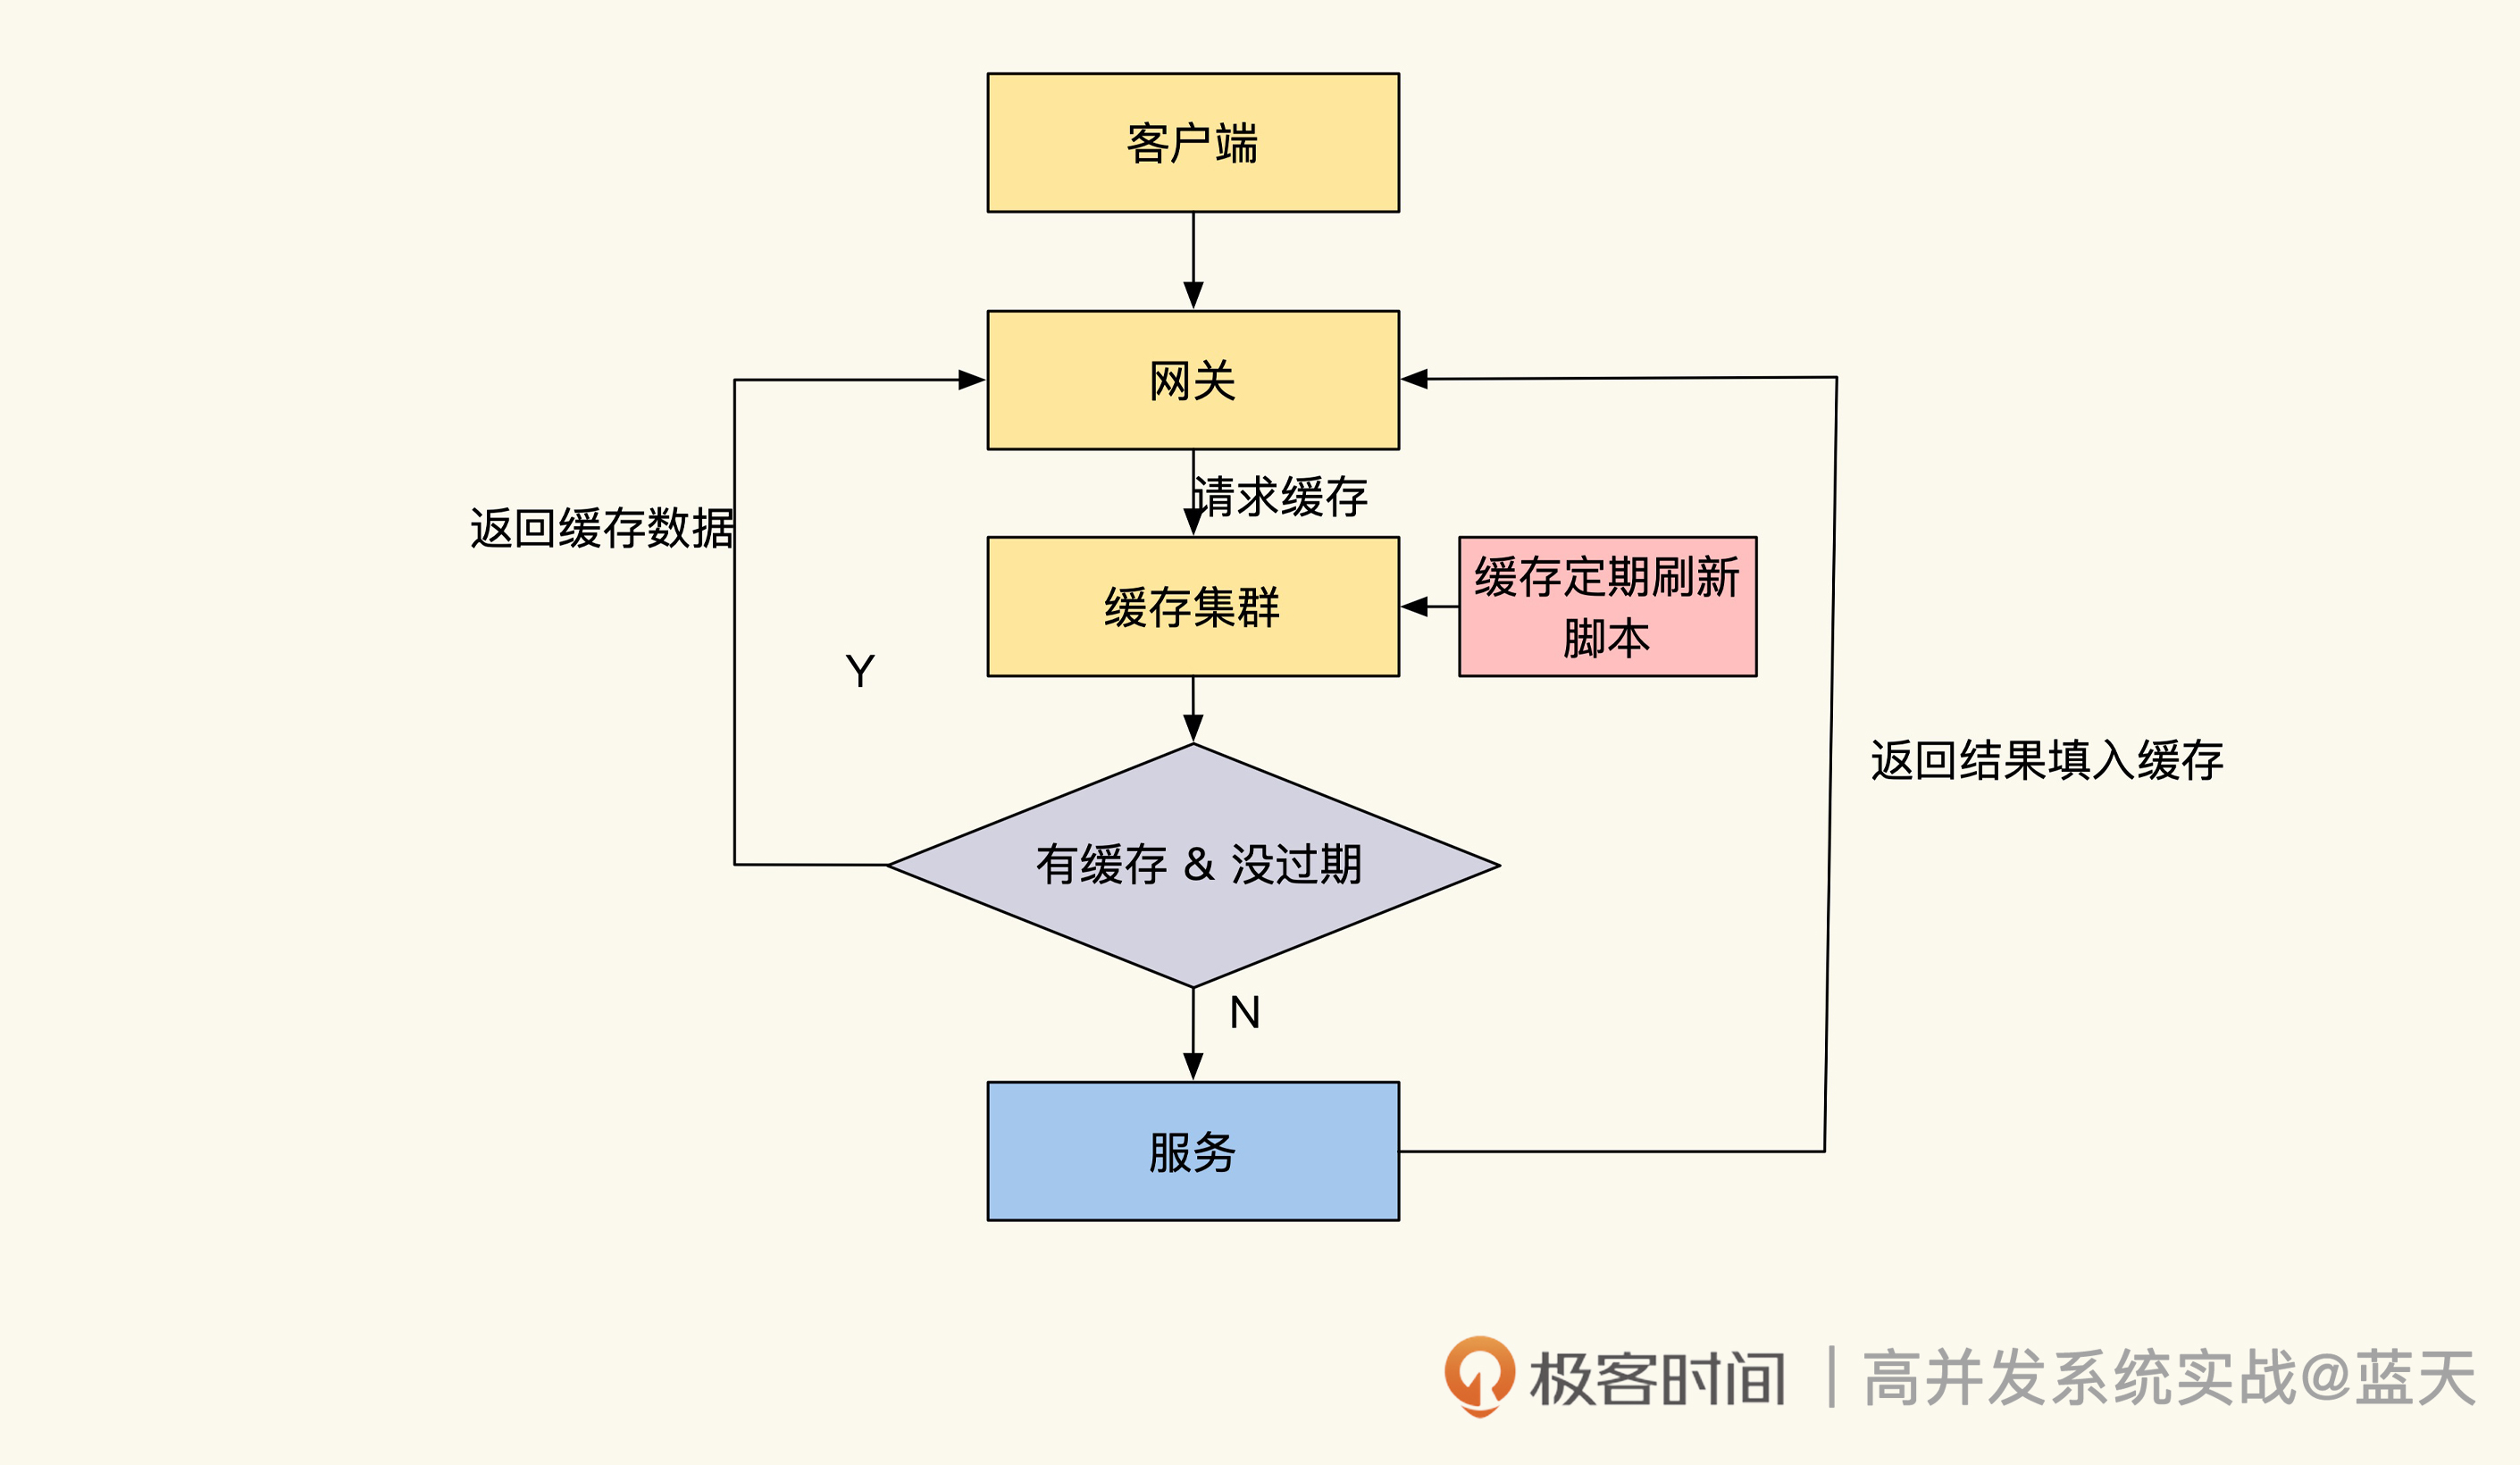 客户端
网关
请求缓存
返回缓存数据
缓存集群
缓存定期刷新
脚本
Y
返回结果填入缓存
有缓存 & 没过期
N
服务
极客时间 | 高并发系统实战@蓝天